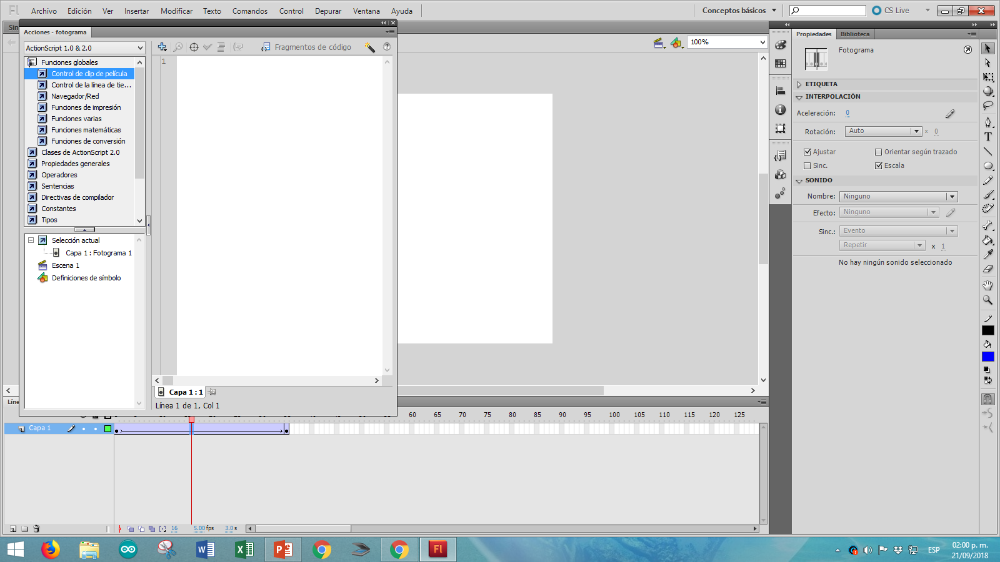 Fl Archivo Edición Ver Insertar Modificar Texto Comandos Control Depurar Ventana Ayuda Conceptos básicos CS Live
Sin
Acciones - fotograma
ActionScript 1.0 & 2.0
Fragmentos de código
Funciones globales
Control de clip de película
Control de la línea de tie...
Navegador/Red
Funciones de impresión
Funciones varias
Funciones matemáticas
Funciones de conversión
Clases de ActionScript 2.0
Propiedades generales
Operadores
Sentencias
Directivas de compilador
Constantes
Tipos
Selección actual
Capa 1 : Fotograma 1
Escena 1
Definiciones de símbolo
1
Capa 1 : 1
Línea 1 de 1, Col 1
100%
Propiedades Biblioteca
Fotograma
ETIQUETA
INTERPOLACIÓN
Aceleración: 0
Rotación: Auto x 0
Ajustar Orientar según trazado
Sinc. Escala
SONIDO
Nombre: Ninguno
Efecto: Ninguno
Sinc.: Evento
Repetir x 1
No hay ningún sonido seleccionado
Líne
60 65 70 75 80 85 90 95 100 105 110 115 120 125
Capa 1
16 5.00 fps 3.0 s
ESP
02:00 p. m.
21/09/2018